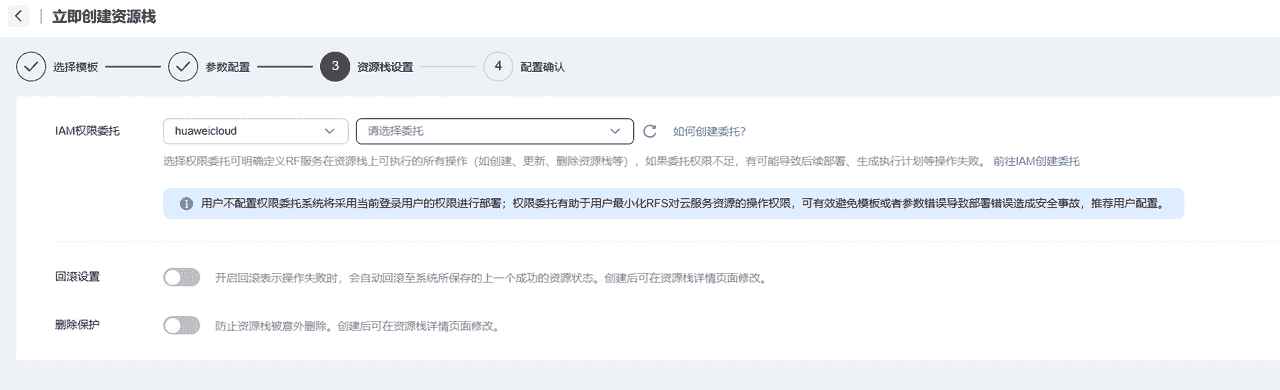 立即创建资源栈
选择模板 参数配置 3 资源栈设置 4 配置确认
IAM权限委托 huaweicloud 请选择委托 如何创建委托?
选择权限委托可明确定义RF服务在资源栈上可执行的所有操作（如创建、更新、删除资源栈等），如果委托权限不足，有可能导致后续部署、生成执行计划等操作失败。 前往IAM创建委托
用户不配置权限委托系统将采用当前登录用户的权限进行部署；权限委托有助于用户最小化RFS对云服务资源的操作权限，可有效避免模板或者参数错误导致部署错误造成安全事故，推荐用户配置。
回滚设置 开启回滚表示操作失败时，会自动回滚至系统所保存的上一个成功的资源状态。创建后可在资源栈详情页面修改。
删除保护 防止资源栈被意外删除。创建后可在资源栈详情页面修改。